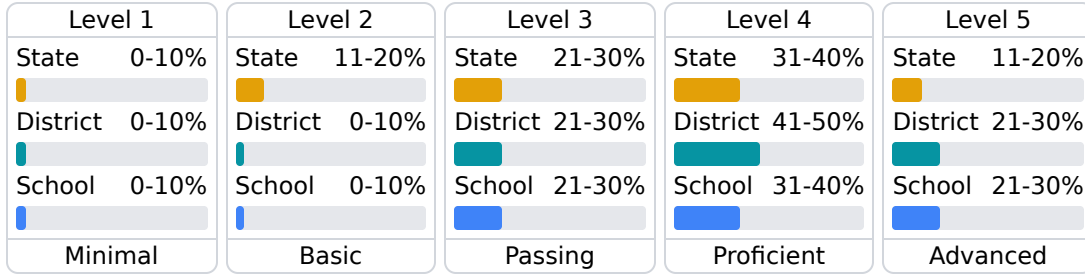 Level 1
State 0-10%
District 0-10%
School 0-10%
Minimal
Level 2
State 11-20%
District 0-10%
School 0-10%
Basic
Level 3
State 21-30%
District 21-30%
School 21-30%
Passing
Level 4
State 31-40%
District 41-50%
School 31-40%
Proficient
Level 5
State 11-20%
District 21-30%
School 21-30%
Advanced